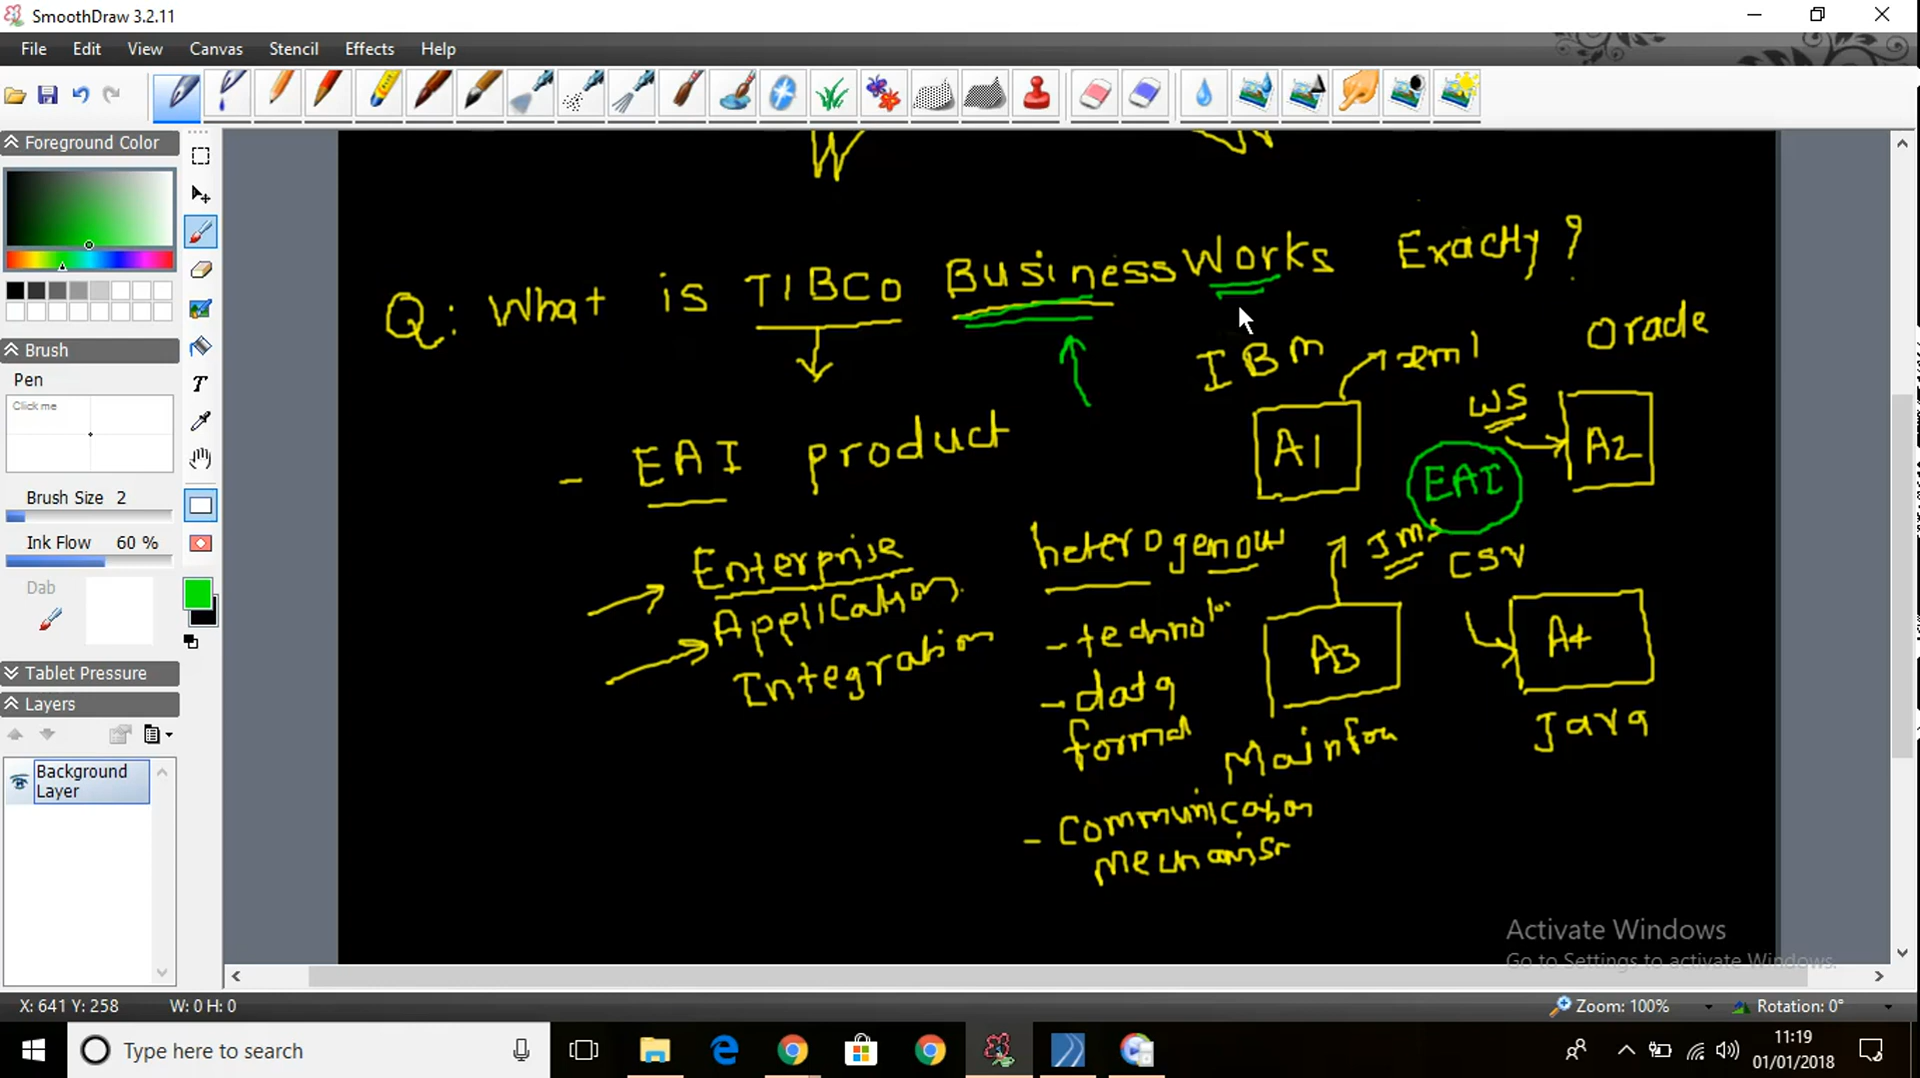 SmoothDraw 3.2.11
File Edit View Canvas Stencil Effects Help
Foreground Color
Brush
Pen
Click me
Brush Size 2
Ink Flow 60 %
Dab
Tablet Pressure
Layers
Background
Layer
W
Q: What is TIBCO BusinessWorks Exactly?
- EAI product
Enterprise
Application
Integration
heterogenous
- technol
- data
format
- Communication
Mechanism
IBM
xml
Oracle
A1
WS
A2
EAI
JMS
CSV
A3
A4
Mainfra
Java
Activate Windows
Go to Settings to activate Windows.
X: 641 Y: 258 W: 0 H: 0 Zoom: 100% Rotation: 0°
Type here to search
11:19
01/01/2018